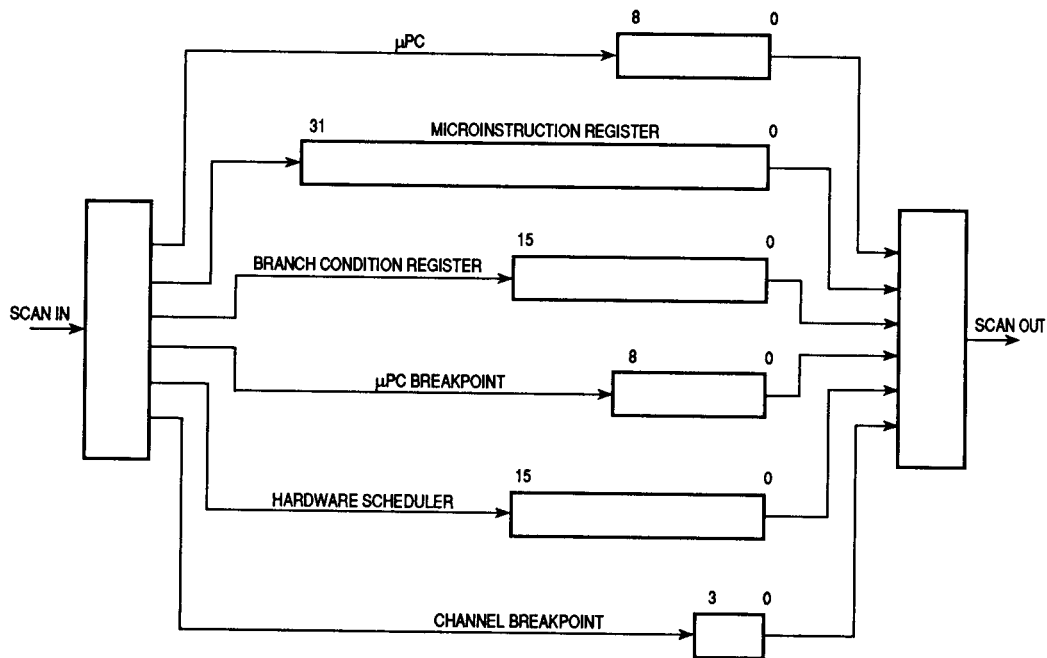 8 0
µPC
31 MICROINSTRUCTION REGISTER 0
15 0
BRANCH CONDITION REGISTER
SCAN IN
SCAN OUT
8 0
µPC BREAKPOINT
15 0
HARDWARE SCHEDULER
3 0
CHANNEL BREAKPOINT